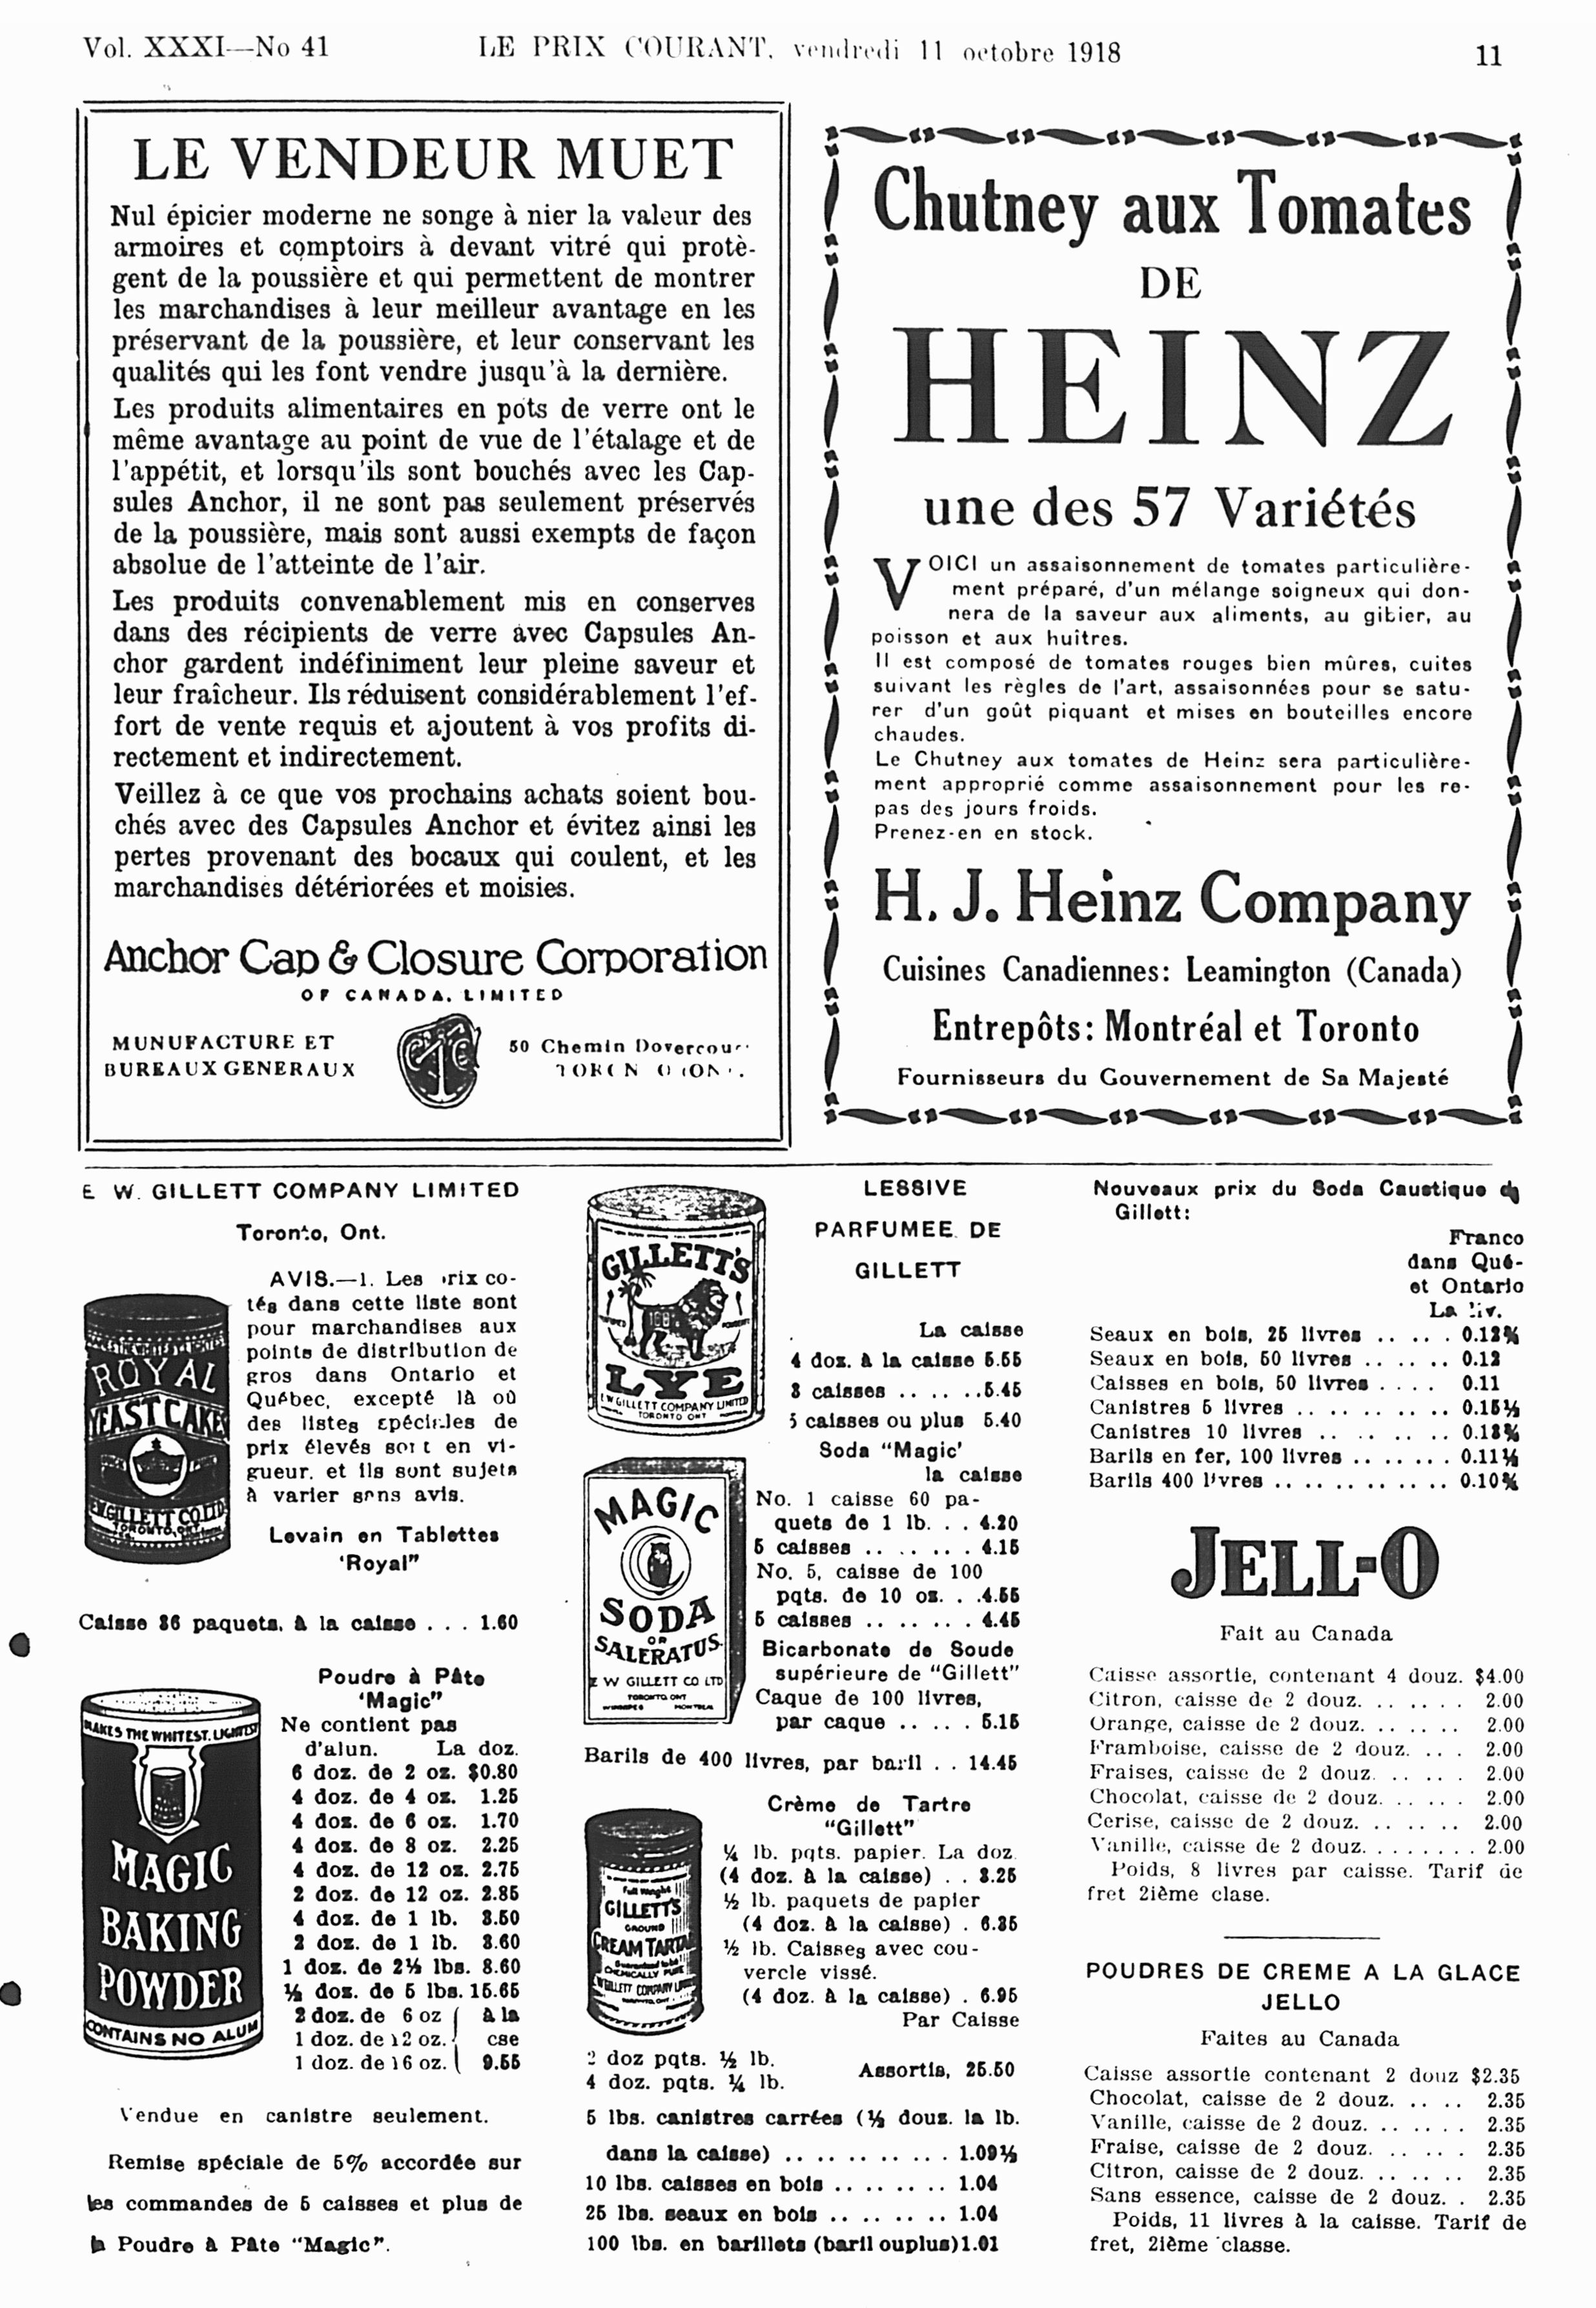 Vol. XXXI—No 41
LE PRIX COURANT, vendredi 11 octobre 1918
11
LE VENDEUR MUET
Nul épicier moderne ne songe à nier la valeur des
armoires et comptoirs à devant vitré qui protè-
gent de la poussière et qui permettent de montrer
les marchandises à leur meilleur avantage en les
préservant de la poussière, et leur conservant les
qualités qui les font vendre jusqu'à la dernière.
Les produits alimentaires en pots de verre ont le
même avantage au point de vue de l'étalage et de
l'appétit, et lorsqu'ils sont bouchés avec les Cap-
sules Anchor, il ne sont pas seulement préservés
de la poussière, mais sont aussi exempts de façon
absolue de l'atteinte de l'air.
Les produits convenablement mis en conserves
dans des récipients de verre avec Capsules An-
chor gardent indéfiniment leur pleine saveur et
leur fraîcheur. Ils réduisent considérablement l'ef-
fort de vente requis et ajoutent à vos profits di-
rectement et indirectement.
Veillez à ce que vos prochains achats soient bou-
chés avec des Capsules Anchor et évitez ainsi les
pertes provenant des bocaux qui coulent, et les
marchandises détériorées et moisies.
Anchor Cap & Closure Corporation
OF CANADA, LIMITED
MUNUFACTURE ET
BUREAUX GENERAUX
50 Chemin Dovercourt
Chutney aux Tomates
DE
HEINZ
une des 57 Variétés
VOICI un assaisonnement de tomates particulière-
ment préparé, d'un mélange soigneux qui don-
nera de la saveur aux aliments, au gibier, au
poisson et aux huîtres.
Il est composé de tomates rouges bien mûres, cuites
suivant les règles de l'art, assaisonnées pour se satu-
rer d'un goût piquant et mises en bouteilles encore
chaudes.
Le Chutney aux tomates de Heinz sera particulière-
ment approprié comme assaisonnement pour les re-
pas des jours froids.
Prenez-en en stock.
H. J. Heinz Company
Cuisines Canadiennes: Leamington (Canada)
Entrepôts: Montréal et Toronto
Fournisseurs du Gouvernement de Sa Majesté
E W. GILLETT COMPANY LIMITED
Toronto, Ont.
AVIS.—1. Les prix co-
tés dans cette liste sont
pour marchandises aux
points de distribution de
gros dans Ontario et
Québec, excepté là où
des listes spéciales de
prix élevés sont en vi-
gueur, et ils sont sujets
à varier sans avis.
ROYAL
YEAST CAKES
E.W. GILLETT CO. LTD.
TORONTO, ONT.
Levain en Tablettes
'Royal"
Caisse 36 paquets, à la caisse . . . 1.60
MAKES THE WHITEST, LIGHTEST
MAGIC
BAKING
POWDER
CONTAINS NO ALUM
Poudre à Pâte
'Magic"
Ne contient pas
d'alun. La doz.
6 doz. de 2 oz. $0.80
4 doz. de 4 oz. 1.25
4 doz. de 6 oz. 1.70
4 doz. de 8 oz. 2.25
4 doz. de 12 oz. 2.75
2 doz. de 12 oz. 2.85
4 doz. de 1 lb. 3.50
2 doz. de 1 lb. 3.60
1 doz. de 2½ lbs. 8.60
½ doz. de 5 lbs. 15.65
2 doz. de 6 oz à la
1 doz. de 12 oz. cse
1 doz. de 16 oz. 9.55
Vendue en canistre seulement.
Remise spéciale de 5% accordée sur
les commandes de 5 caisses et plus de
la Poudre à Pâte "Magic".
GILLETT'S
LYE
E W GILLETT COMPANY LIMITED
TORONTO ONT
LESSIVE
PARFUMEE DE
GILLETT
La caisse
4 doz. à la caisse 5.55
3 caisses . . . . . .5.45
5 caisses ou plus 5.40
MAGIC
SODA
OR
SALERATUS
E W GILLETT CO LTD
TORONTO. ONT
WINNIPEG MONTREAL
Soda "Magic'
la caisse
No. 1 caisse 60 pa-
quets de 1 lb. . . 4.20
5 caisses . . . . . . . 4.15
No. 5, caisse de 100
pqts. de 10 oz. . .4.55
5 caisses . . . . . . . 4.45
Bicarbonate de Soude
supérieure de "Gillett"
Caque de 100 livres,
par caque . . . . . 5.15
Barils de 400 livres, par baril . . 14.45
Full Weight
GILLETT'S
GROUND
CREAM TARTAR
CHEMICALLY PURE
Crème de Tartre
"Gillett"
¼ lb. pqts. papier. La doz.
(4 doz. à la caisse) . . 3.25
½ lb. paquets de papier
(4 doz. à la caisse) . 6.35
½ lb. Caisses avec cou-
vercle vissé.
(4 doz. à la caisse) . 6.95
Par Caisse
2 doz pqts. ½ lb.
4 doz. pqts. ¼ lb.
Assortis, 25.50
5 lbs. canistres carrées (½ douz. la lb.
dans la caisse) . . . . . . . . . . . 1.09½
10 lbs. caisses en bois . . . . . . . . 1.04
25 lbs. seaux en bois . . . . . . . . 1.04
100 lbs. en barillets (baril ouplus)1.01
Nouveaux prix du Soda Caustique de
Gillett:
Franco
dans Qué-
et Ontario
La liv.
Seaux en bois, 25 livres . . . . . 0.12¾
Seaux en bois, 50 livres . . . . . . 0.12
Caisses en bois, 50 livres . . . . 0.11
Canistres 5 livres . . . . . . . . . . 0.15½
Canistres 10 livres . . . . . . . . 0.13¾
Barils en fer, 100 livres . . . . . . . 0.11½
Barils 400 livres . . . . . . . . . . . 0.10¾
JELL-O
Fait au Canada
Caisse assortie, contenant 4 douz. $4.00
Citron, caisse de 2 douz. . . . . . . 2.00
Orange, caisse de 2 douz. . . . . . 2.00
Framboise, caisse de 2 douz. . . . 2.00
Fraises, caisse de 2 douz. . . . . . 2.00
Chocolat, caisse de 2 douz. . . . . . 2.00
Cerise, caisse de 2 douz. . . . . . . 2.00
Vanille, caisse de 2 douz. . . . . . . . 2.00
Poids, 8 livres par caisse. Tarif de
fret 2ième clase.
POUDRES DE CREME A LA GLACE
JELLO
Faites au Canada
Caisse assortie contenant 2 douz $2.35
Chocolat, caisse de 2 douz. . . . . 2.35
Vanille, caisse de 2 douz. . . . . . . 2.35
Fraise, caisse de 2 douz. . . . . . 2.35
Citron, caisse de 2 douz. . . . . . . 2.35
Sans essence, caisse de 2 douz. . 2.35
Poids, 11 livres à la caisse. Tarif de
fret, 2ième classe.